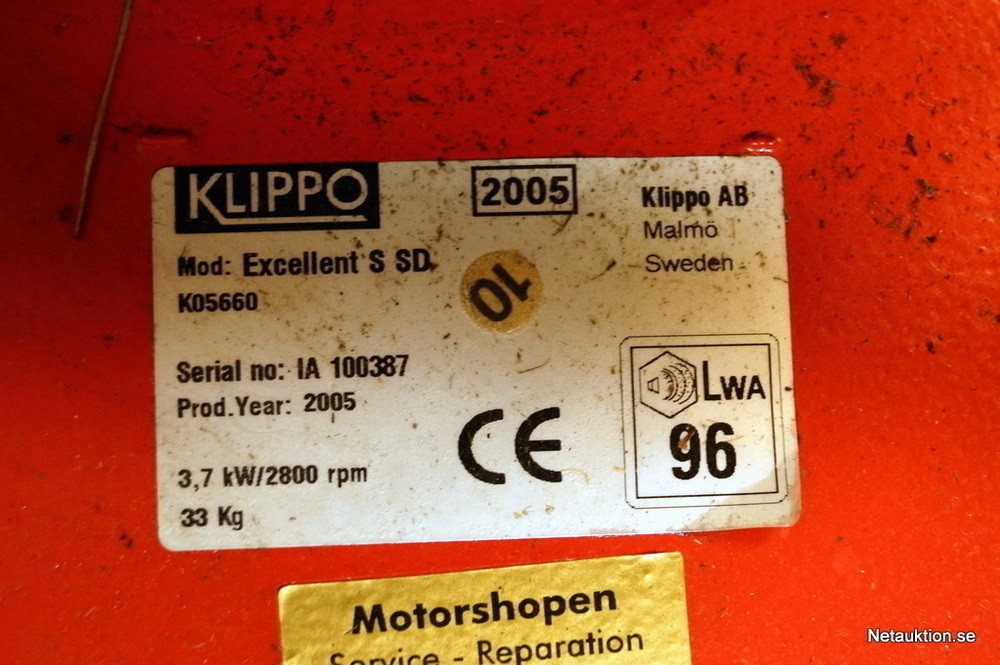 KLIPPO
2005
Klippo AB
Malmö
Sweden
Mod: Excellent S SD
K05660
10
Serial no: IA 100387
Prod.Year: 2005
3,7 kW/2800 rpm
33 Kg
CE
LWA
96
Motorshopen
Service - Reparation
Netauktion.se